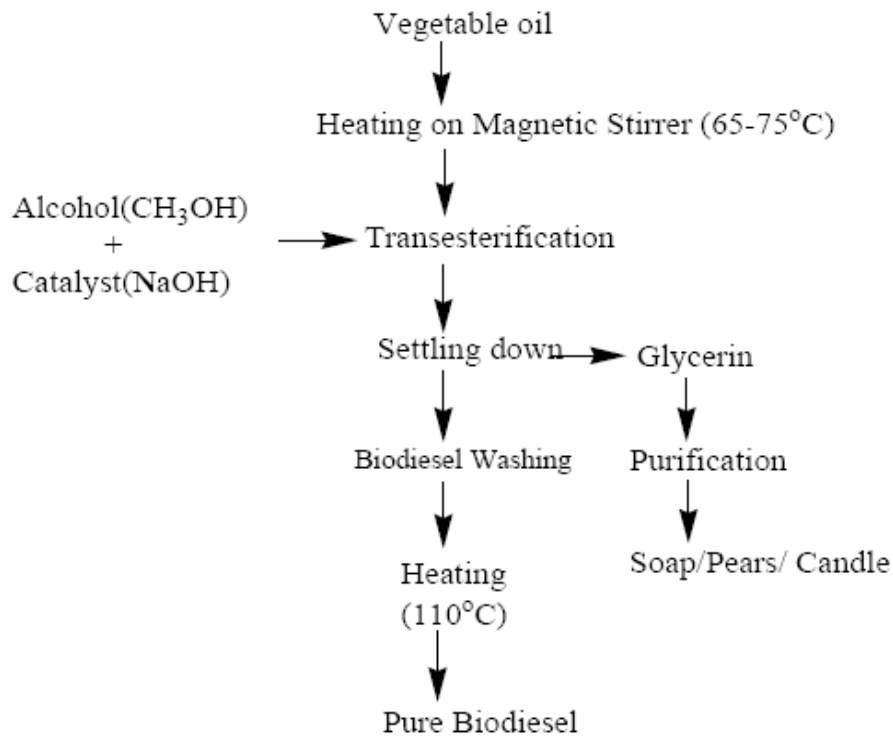 Vegetable oil
Heating on Magnetic Stirrer (65-75°C)
Alcohol(CH₃OH)
+
Catalyst(NaOH)
Transesterification
Settling down
Glycerin
Biodiesel Washing
Purification
Heating
(110°C)
Soap/Pears/ Candle
Pure Biodiesel